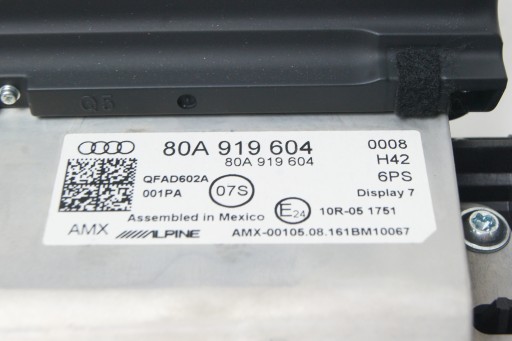 OB
80A 919 604
80A 919 604
0008
H42
6PS
Display 7
QFAD602A
001PA
07S
Assembled in Mexico
E24
10R-05 1751
AMX
ALPINE
AMX-00105.08.161BM10067